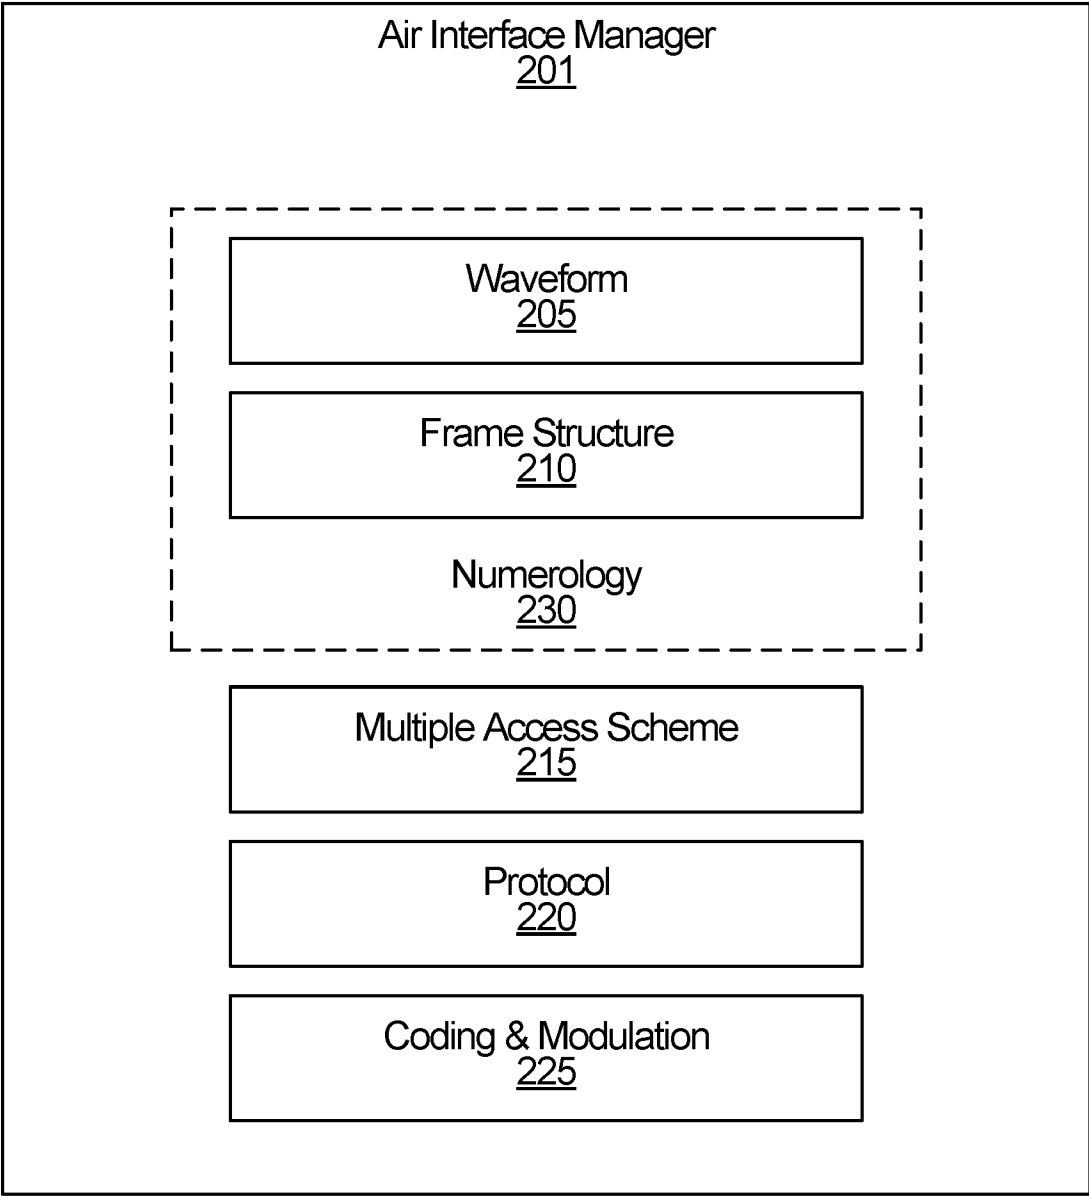 Air Interface Manager
201
Waveform
205
Frame Structure
210
Numerology
230
Multiple Access Scheme
215
Protocol
220
Coding & Modulation
225